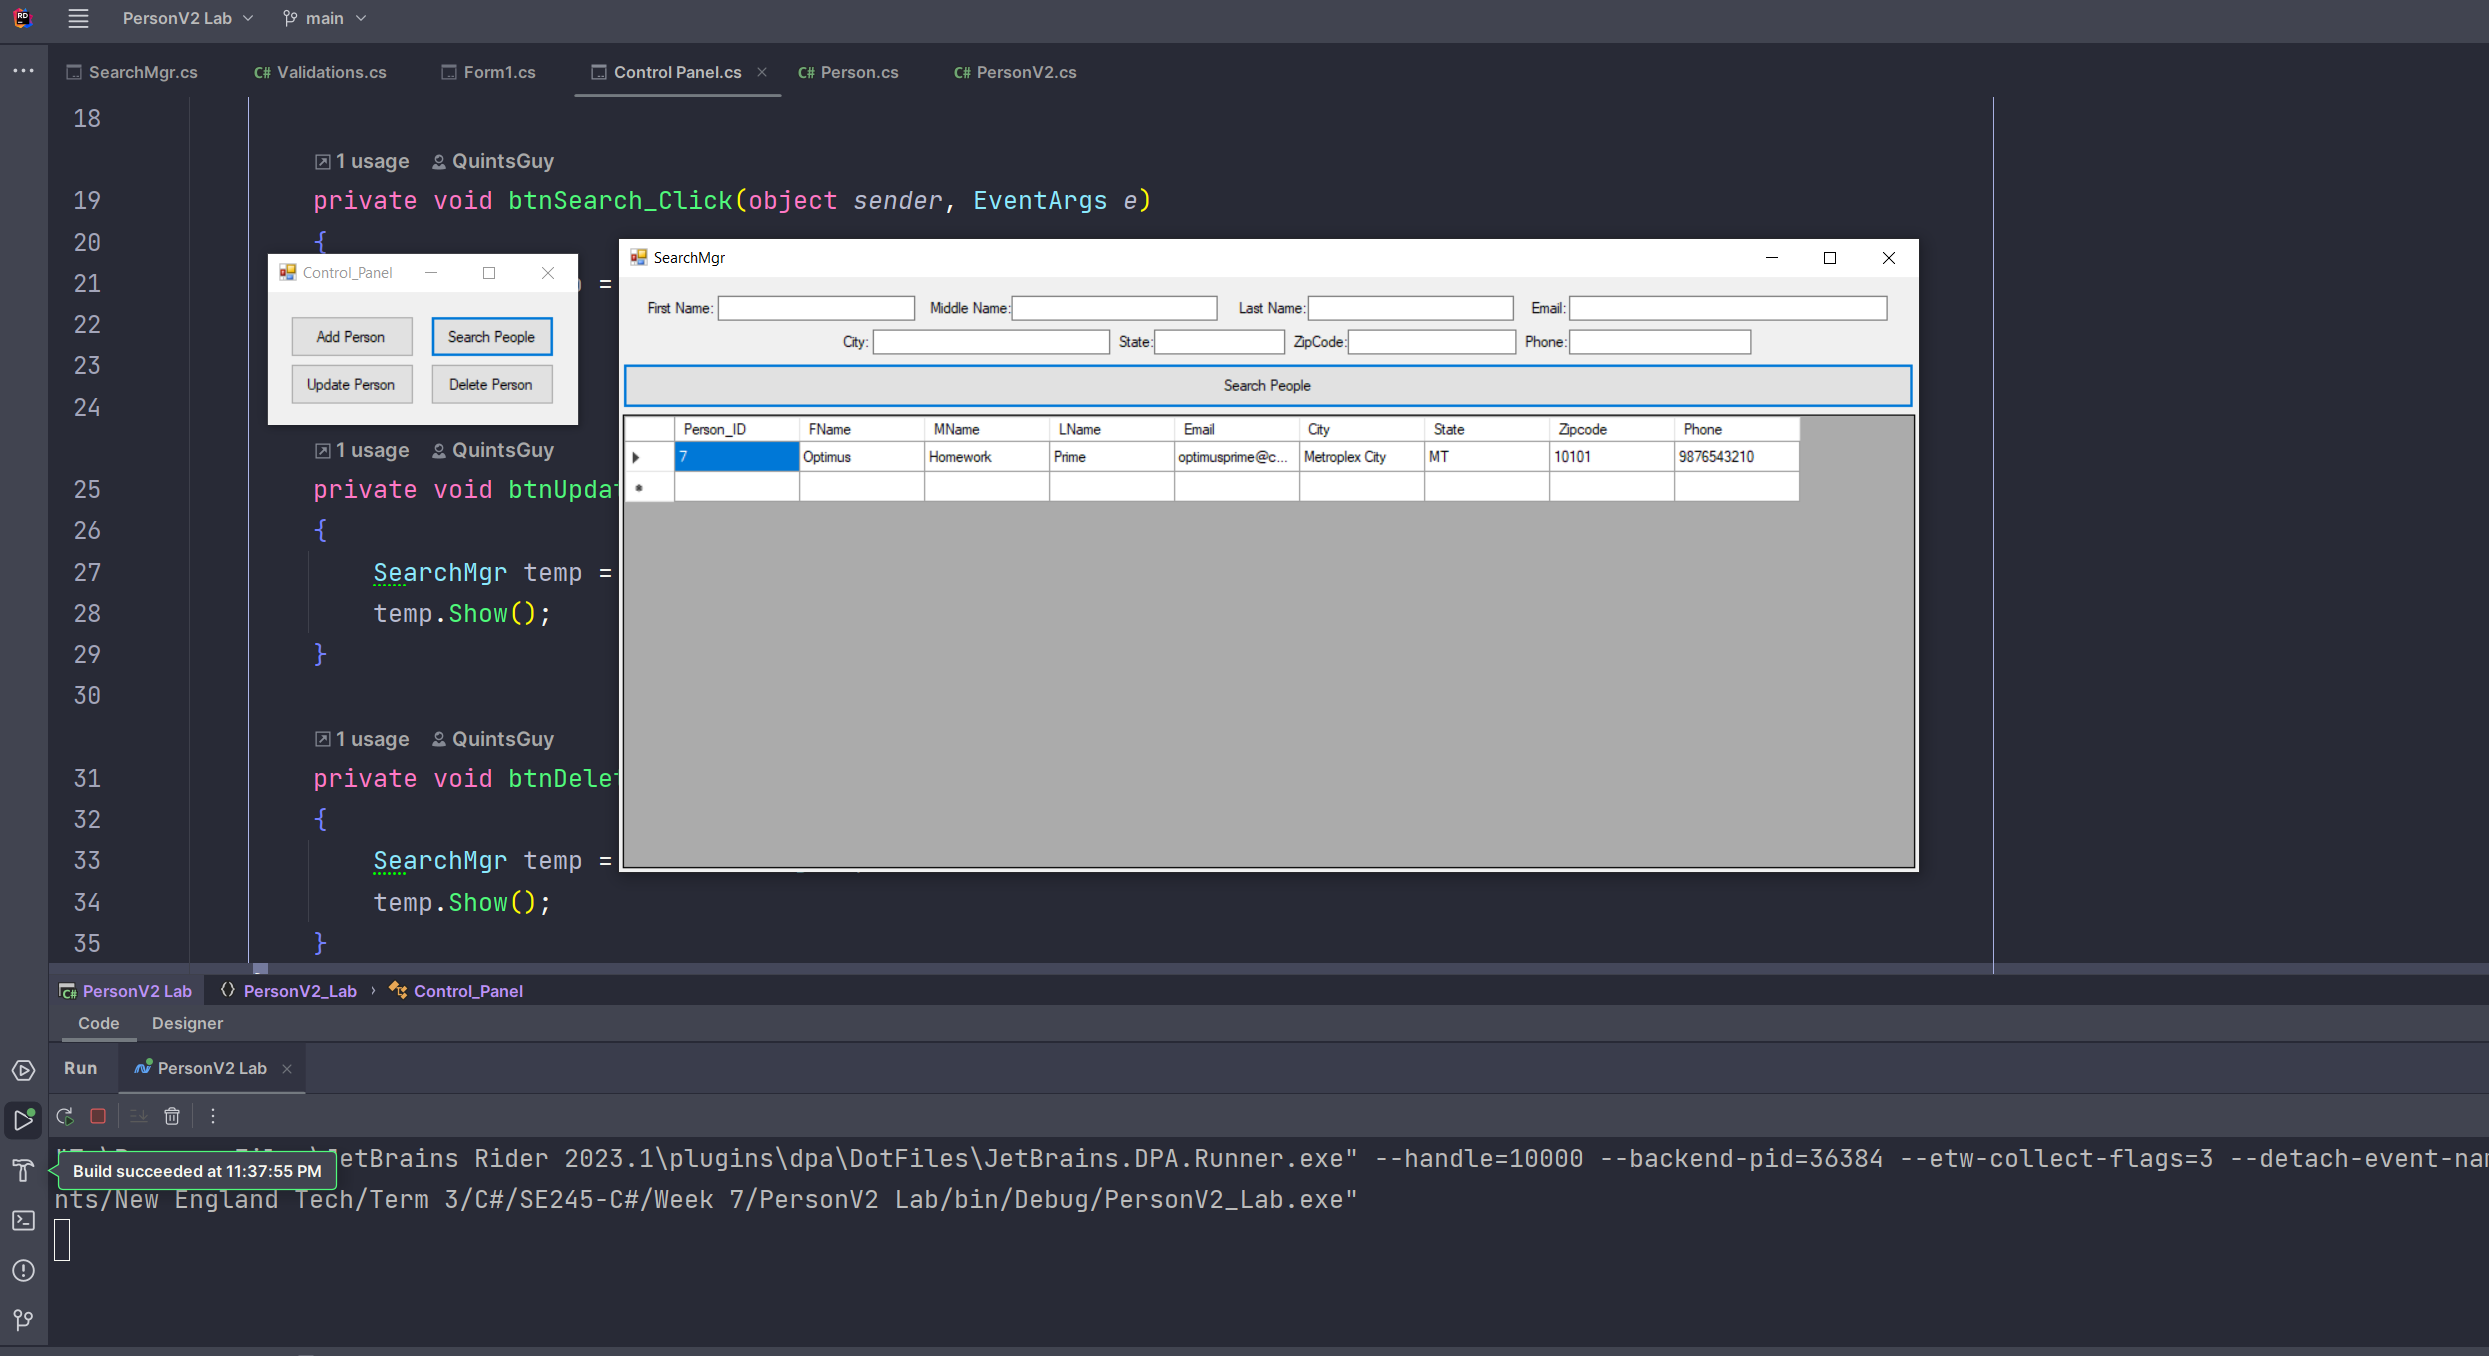 PersonV2 Lab main
SearchMgr.cs C# Validations.cs Form1.cs Control Panel.cs C# Person.cs C# PersonV2.cs
18
1 usage QuintsGuy
19 private void btnSearch_Click(object sender, EventArgs e)
20 {
21 =
22
23
24
1 usage QuintsGuy
25 private void btnUpdat
26 {
27 SearchMgr temp =
28 temp.Show();
29 }
30
1 usage QuintsGuy
31 private void btnDelet
32 {
33 SearchMgr temp =
34 temp.Show();
35 }
Control_Panel
Add Person Search People
Update Person Delete Person
SearchMgr
First Name: Middle Name: Last Name: Email:
City: State: ZipCode: Phone:
Search People
Person_ID FName MName LName Email City State Zipcode Phone
7 Optimus Homework Prime optimusprime@c... Metroplex City MT 10101 9876543210
C# PersonV2 Lab PersonV2_Lab › Control_Panel
Code Designer
Run PersonV2 Lab
JetBrains Rider 2023.1\plugins\dpa\DotFiles\JetBrains.DPA.Runner.exe" --handle=10000 --backend-pid=36384 --etw-collect-flags=3 --detach-event-nam
Build succeeded at 11:37:55 PM
nts/New England Tech/Term 3/C#/SE245-C#/Week 7/PersonV2 Lab/bin/Debug/PersonV2_Lab.exe"